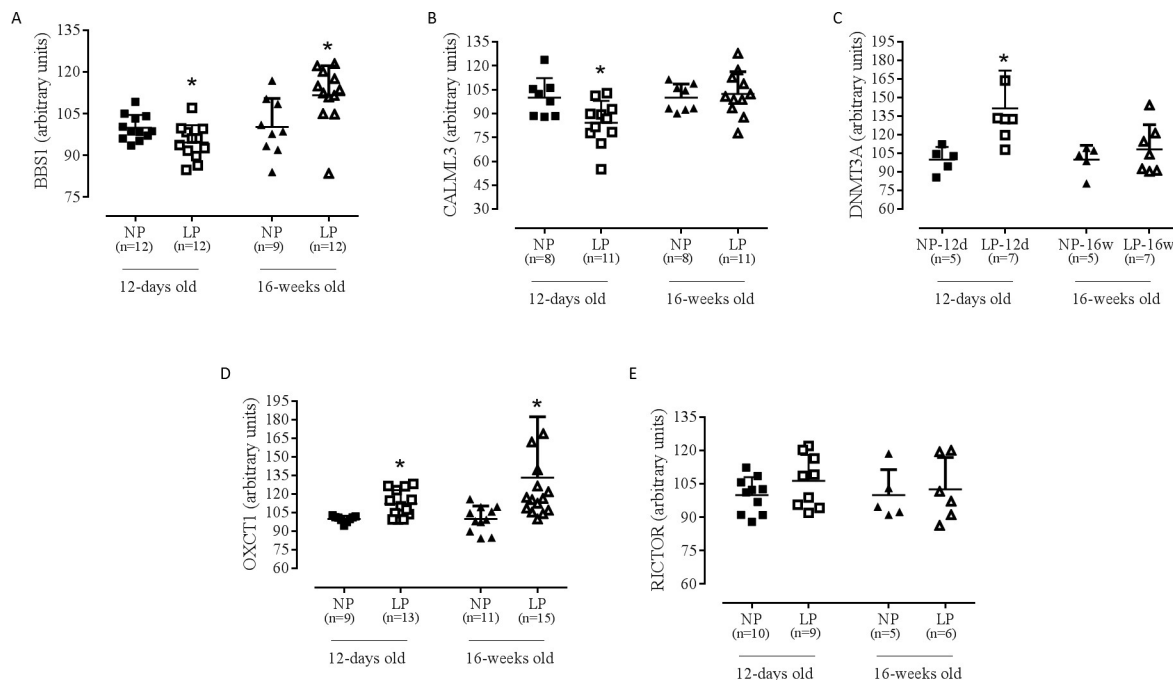 A
BBS1 (arbitrary units)
135
120
105
90
75
*
*
NP
LP
NP
LP
(n=12)
(n=12)
(n=9)
(n=12)
12-days old
16-weeks old
B
CALML3 (arbitrary units)
135
120
105
90
75
60
45
30
*
NP
LP
NP
LP
(n=8)
(n=11)
(n=8)
(n=11)
12-days old
16-weeks old
C
DNMT3A (arbitrary units)
195
180
165
150
135
120
105
90
75
60
*
NP-12d
LP-12d
NP-16w
LP-16w
(n=5)
(n=7)
(n=5)
(n=7)
12-days old
16-weeks old
D
OXCT1 (arbitrary units)
195
180
165
150
135
120
105
90
75
60
*
*
NP
LP
NP
LP
(n=9)
(n=13)
(n=11)
(n=15)
12-days old
16-weeks old
E
RICTOR (arbitrary units)
135
120
105
90
75
60
NP
LP
NP
LP
(n=10)
(n=9)
(n=5)
(n=6)
12-days old
16-weeks old